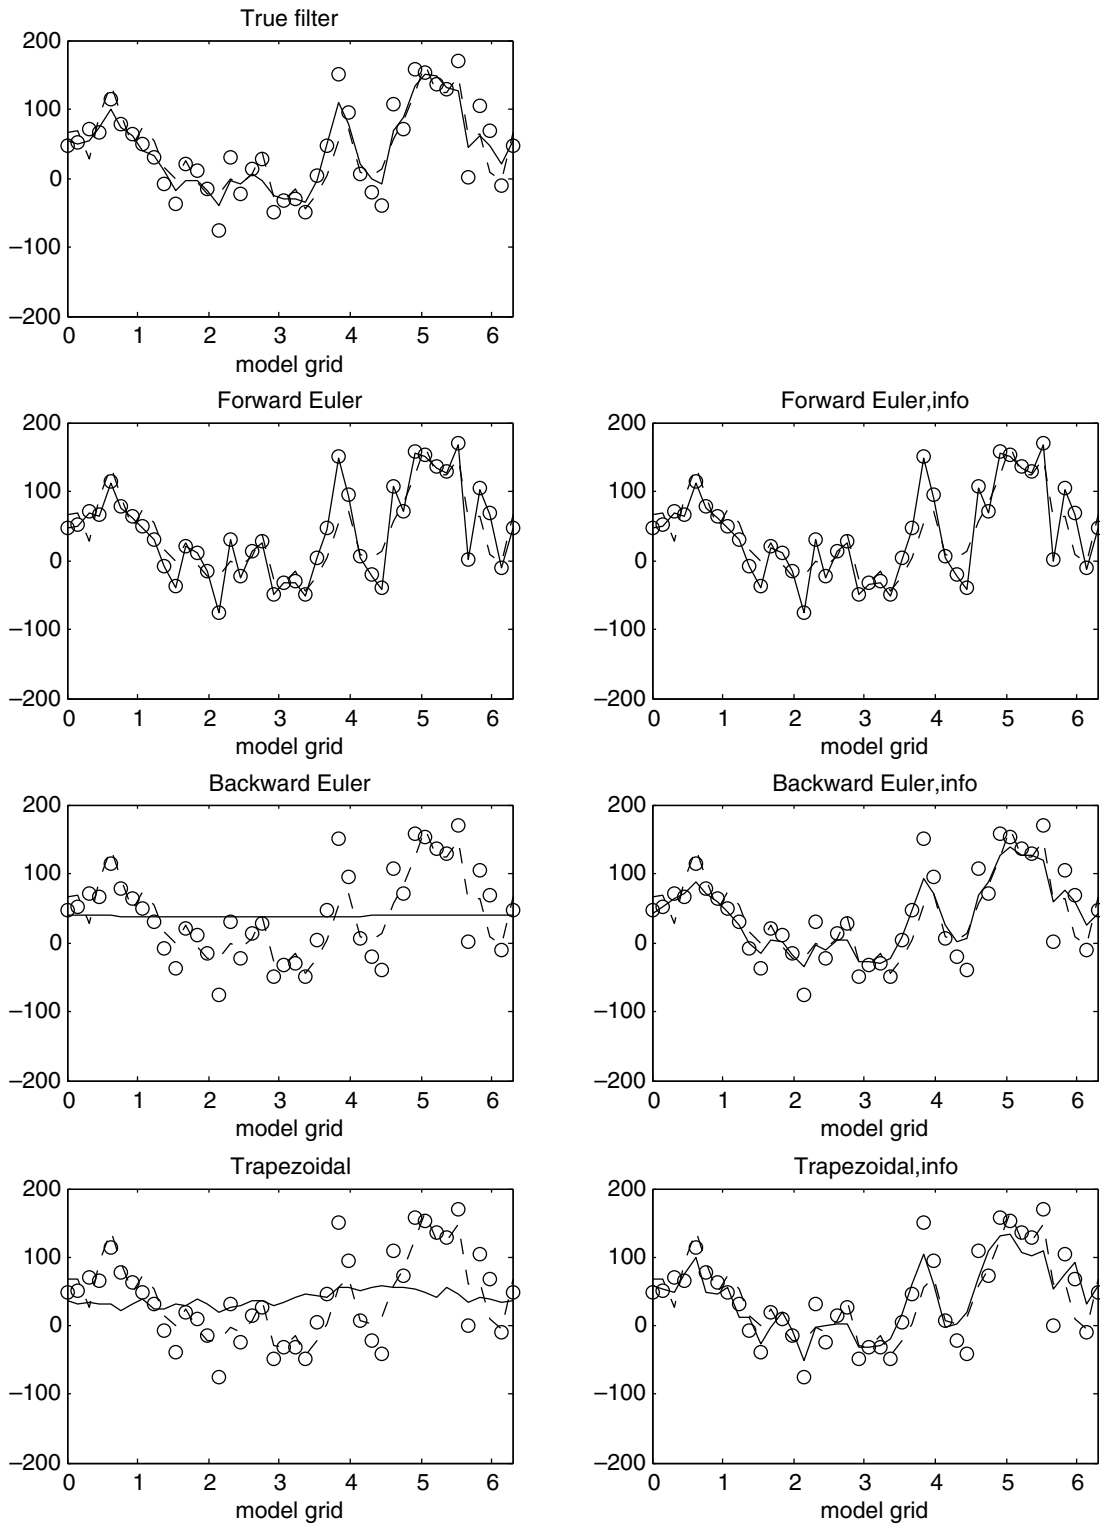 True filter
200
100
0
−100
−200
0 1 2 3 4 5 6
model grid
Forward Euler
200
100
0
−100
−200
0 1 2 3 4 5 6
model grid
Forward Euler,info
200
100
0
−100
−200
0 1 2 3 4 5 6
model grid
Backward Euler
200
100
0
−100
−200
0 1 2 3 4 5 6
model grid
Backward Euler,info
200
100
0
−100
−200
0 1 2 3 4 5 6
model grid
Trapezoidal
200
100
0
−100
−200
0 1 2 3 4 5 6
model grid
Trapezoidal,info
200
100
0
−100
−200
0 1 2 3 4 5 6
model grid